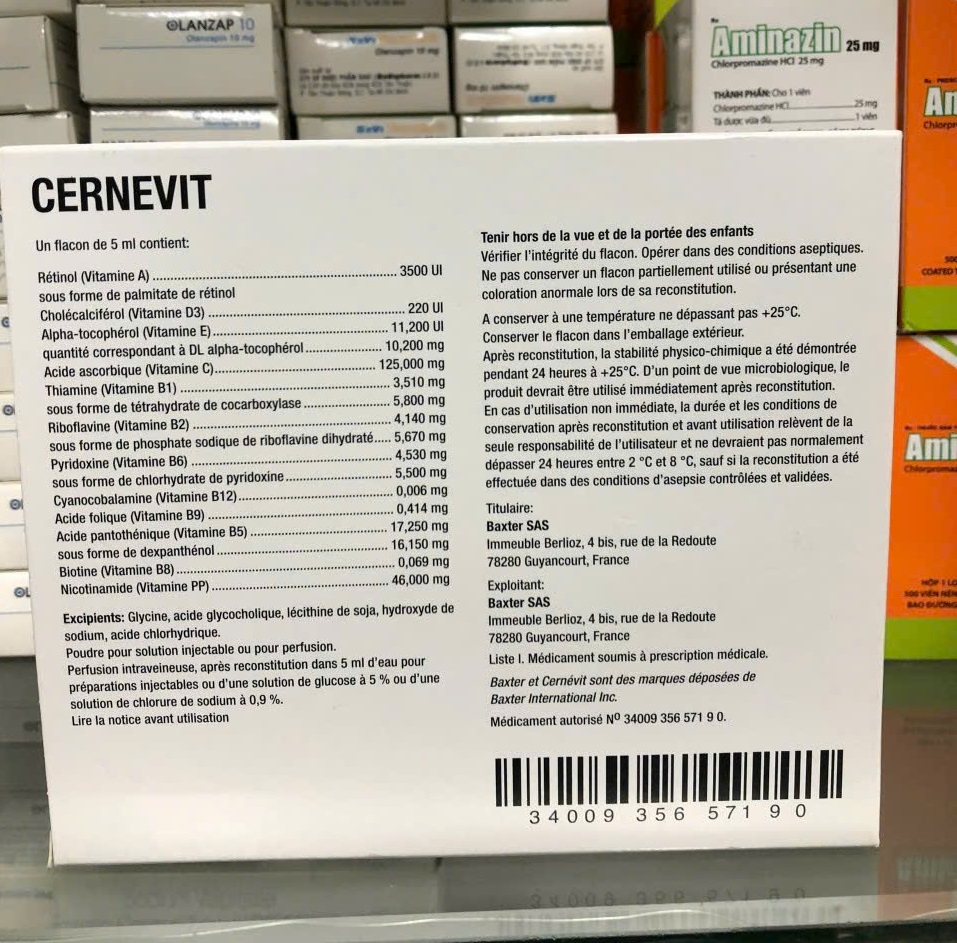 OLANZAP 10
Olanzapin 10 mg
Aminazin 25 mg
Chlorpromazine HCl 25 mg
THÀNH PHẦN: Cho 1 viên
Chlorpromazine HCl 25 mg
Tá dược vừa đủ 1 viên
CERNEVIT
Un flacon de 5 ml contient:
Rétinol (Vitamine A) 3500 UI
sous forme de palmitate de rétinol
Cholécalciférol (Vitamine D3) 220 UI
Alpha-tocophérol (Vitamine E) 11,200 UI
quantité correspondant à DL alpha-tocophérol 10,200 mg
Acide ascorbique (Vitamine C) 125,000 mg
Thiamine (Vitamine B1) 3,510 mg
sous forme de tétrahydrate de cocarboxylase 5,800 mg
Riboflavine (Vitamine B2) 4,140 mg
sous forme de phosphate sodique de riboflavine dihydraté 5,670 mg
Pyridoxine (Vitamine B6) 4,530 mg
sous forme de chlorhydrate de pyridoxine 5,500 mg
Cyanocobalamine (Vitamine B12) 0,006 mg
Acide folique (Vitamine B9) 0,414 mg
Acide pantothénique (Vitamine B5) 17,250 mg
sous forme de dexpanthénol 16,150 mg
Biotine (Vitamine B8) 0,069 mg
Nicotinamide (Vitamine PP) 46,000 mg
Excipients: Glycine, acide glycocholique, lécithine de soja, hydroxyde de
sodium, acide chlorhydrique.
Poudre pour solution injectable ou pour perfusion.
Perfusion intraveineuse, après reconstitution dans 5 ml d'eau pour
préparations injectables ou d'une solution de glucose à 5 % ou d'une
solution de chlorure de sodium à 0,9 %.
Lire la notice avant utilisation
Tenir hors de la vue et de la portée des enfants
Vérifier l'intégrité du flacon. Opérer dans des conditions aseptiques.
Ne pas conserver un flacon partiellement utilisé ou présentant une
coloration anormale lors de sa reconstitution.
A conserver à une température ne dépassant pas +25°C.
Conserver le flacon dans l'emballage extérieur.
Après reconstitution, la stabilité physico-chimique a été démontrée
pendant 24 heures à +25°C. D'un point de vue microbiologique, le
produit devrait être utilisé immédiatement après reconstitution.
En cas d'utilisation non immédiate, la durée et les conditions de
conservation après reconstitution et avant utilisation relèvent de la
seule responsabilité de l'utilisateur et ne devraient pas normalement
dépasser 24 heures entre 2 °C et 8 °C, sauf si la reconstitution a été
effectuée dans des conditions d'asepsie contrôlées et validées.
Titulaire:
Baxter SAS
Immeuble Berlioz, 4 bis, rue de la Redoute
78280 Guyancourt, France
Exploitant:
Baxter SAS
Immeuble Berlioz, 4 bis, rue de la Redoute
78280 Guyancourt, France
Liste I. Médicament soumis à prescription médicale.
Baxter et Cernévit sont des marques déposées de
Baxter International Inc.
Médicament autorisé Nº 34009 356 571 9 0.
34009 356 571 9 0